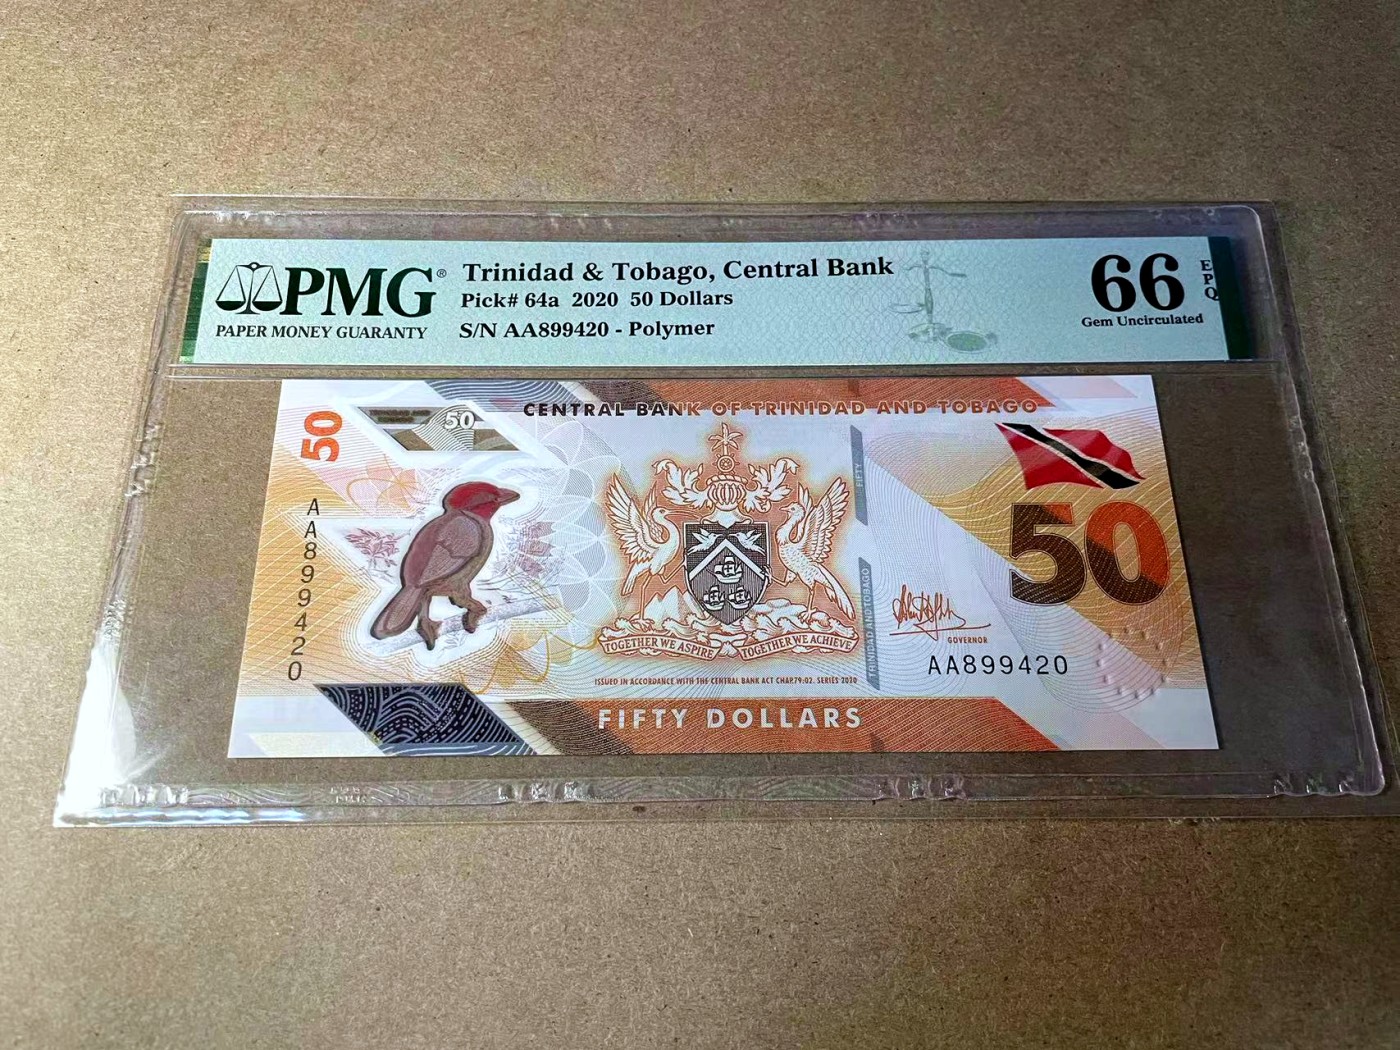 PMG®
PAPER MONEY GUARANTY
Trinidad & Tobago, Central Bank
Pick# 64a 2020 50 Dollars
S/N AA899420 - Polymer
66
EPQ
Gem Uncirculated
50
50
CENTRAL BANK OF TRINIDAD AND TOBAGO
AA899420
FIFTY
TRINIDAD AND TOBAGO
50
TOGETHER WE ASPIRE TOGETHER WE ACHIEVE
GOVERNOR
AA899420
ISSUED IN ACCORDANCE WITH THE CENTRAL BANK ACT CHAP.79:02. SERIES 2020
FIFTY DOLLARS